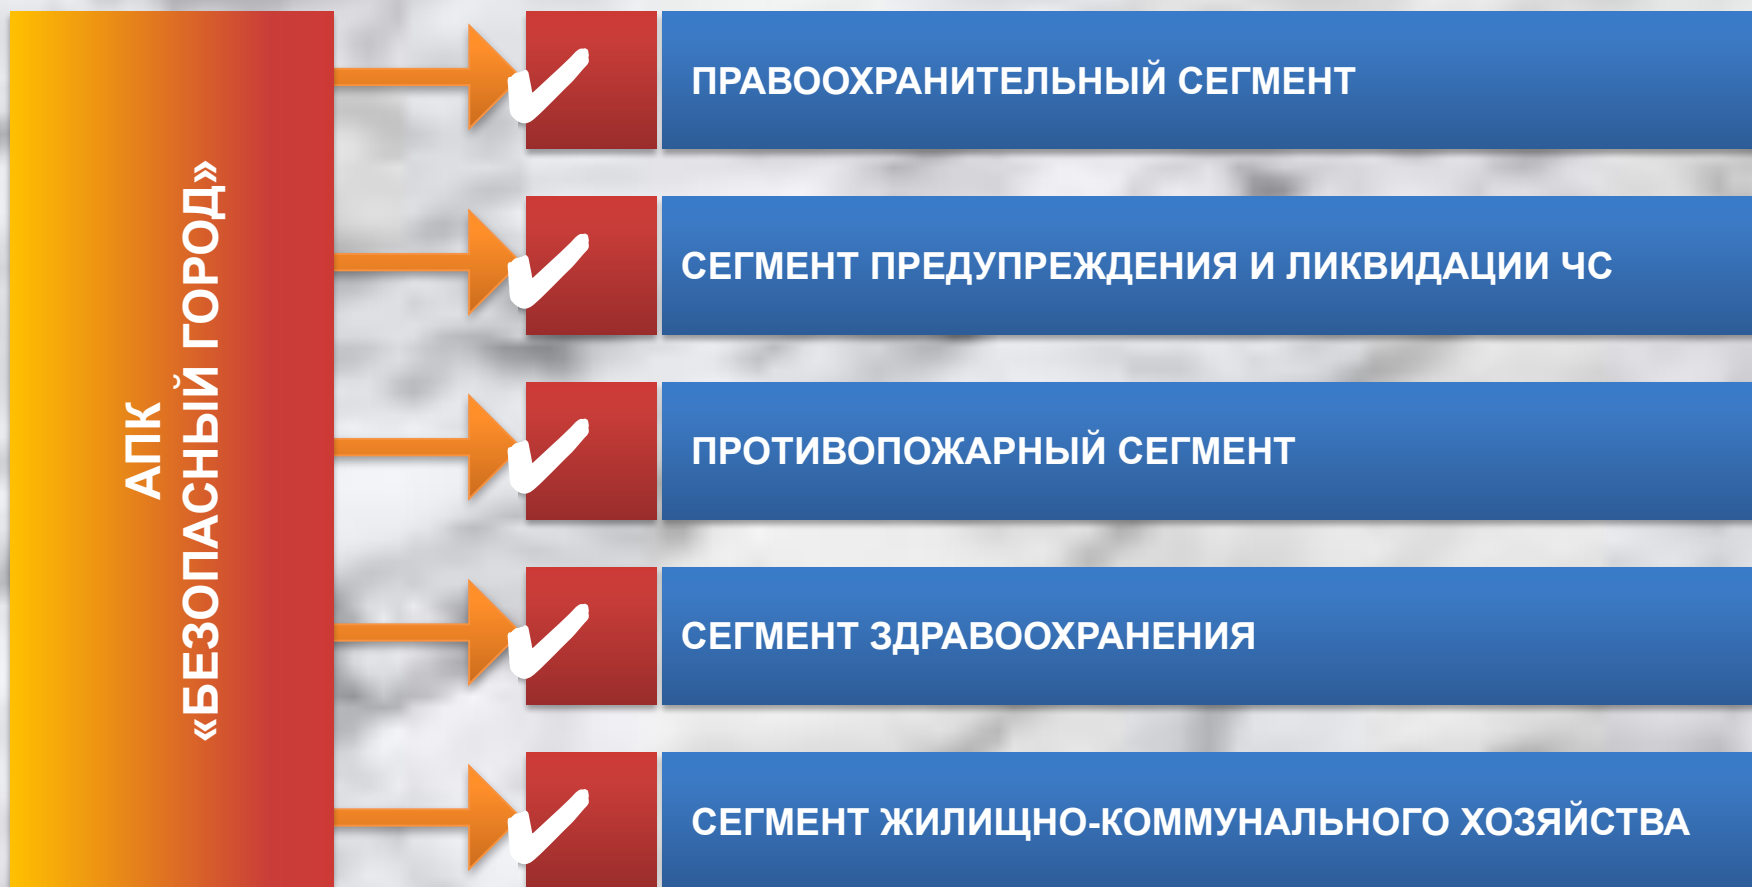 АПК
«БЕЗОПАСНЫЙ ГОРОД»
ПРАВООХРАНИТЕЛЬНЫЙ СЕГМЕНТ
СЕГМЕНТ ПРЕДУПРЕЖДЕНИЯ И ЛИКВИДАЦИИ ЧС
ПРОТИВОПОЖАРНЫЙ СЕГМЕНТ
СЕГМЕНТ ЗДРАВООХРАНЕНИЯ
СЕГМЕНТ ЖИЛИЩНО-КОММУНАЛЬНОГО ХОЗЯЙСТВА